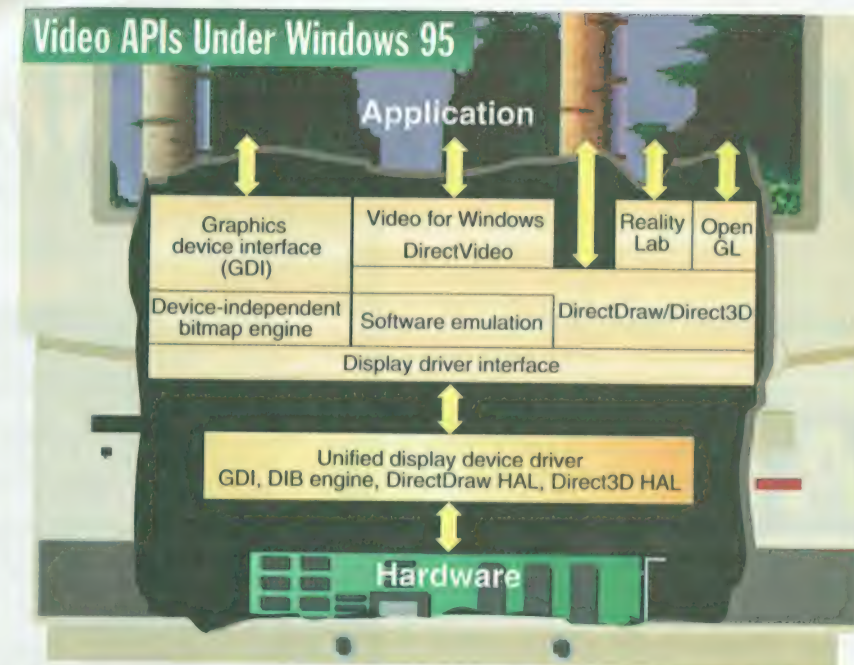 Video APIs Under Windows 95
Application
Graphics
device interface
(GDI)
Video for Windows
DirectVideo
Reality
Lab
Open
GL
Device-independent
bitmap engine
Software emulation
DirectDraw/Direct3D
Display driver interface
Unified display device driver
GDI, DIB engine, DirectDraw HAL, Direct3D HAL
Hardware